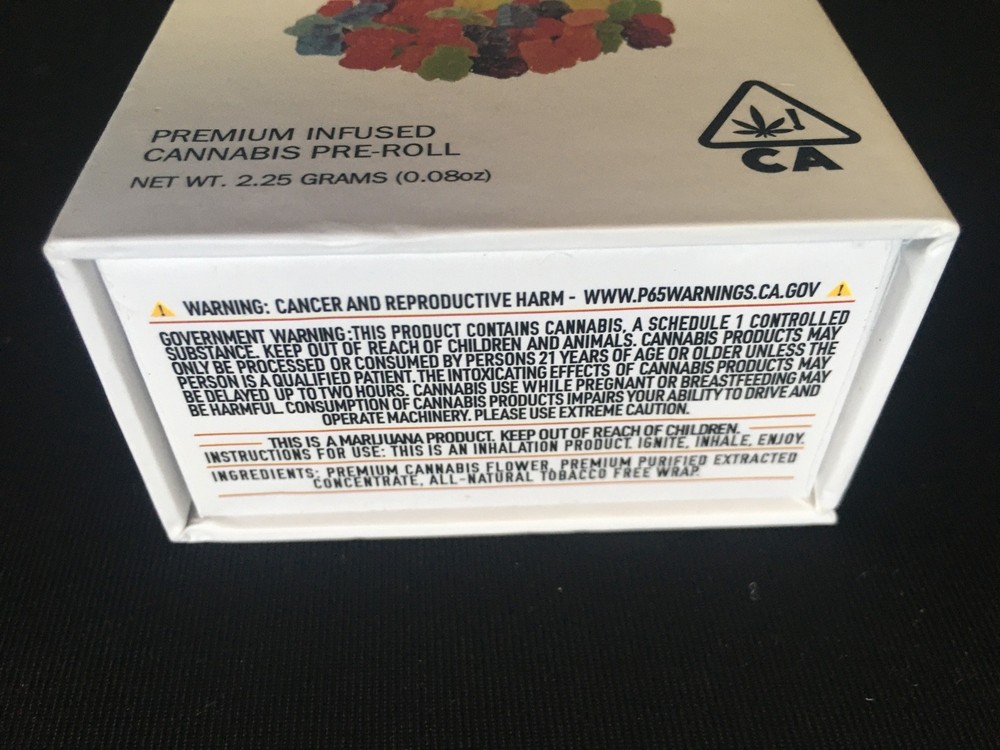 PREMIUM INFUSED
CANNABIS PRE-ROLL
NET WT. 2.25 GRAMS (0.08oz)
CA
WARNING: CANCER AND REPRODUCTIVE HARM - WWW.P65WARNINGS.CA.GOV
GOVERNMENT WARNING:THIS PRODUCT CONTAINS CANNABIS, A SCHEDULE 1 CONTROLLED
SUBSTANCE. KEEP OUT OF REACH OF CHILDREN AND ANIMALS. CANNABIS PRODUCTS MAY
ONLY BE PROCESSED OR CONSUMED BY PERSONS 21 YEARS OF AGE OR OLDER UNLESS THE
PERSON IS A QUALIFIED PATIENT. THE INTOXICATING EFFECTS OF CANNABIS PRODUCTS MAY
BE DELAYED UP TO TWO HOURS. CANNABIS USE WHILE PREGNANT OR BREASTFEEDING MAY
BE HARMFUL. CONSUMPTION OF CANNABIS PRODUCTS IMPAIRS YOUR ABILITY TO DRIVE AND
OPERATE MACHINERY. PLEASE USE EXTREME CAUTION.
THIS IS A MARIJUANA PRODUCT. KEEP OUT OF REACH OF CHILDREN.
INSTRUCTIONS FOR USE: THIS IS AN INHALATION PRODUCT. IGNITE, INHALE, ENJOY.
INGREDIENTS: PREMIUM CANNABIS FLOWER, PREMIUM PURIFIED EXTRACTED
CONCENTRATE, ALL-NATURAL TOBACCO FREE WRAP.